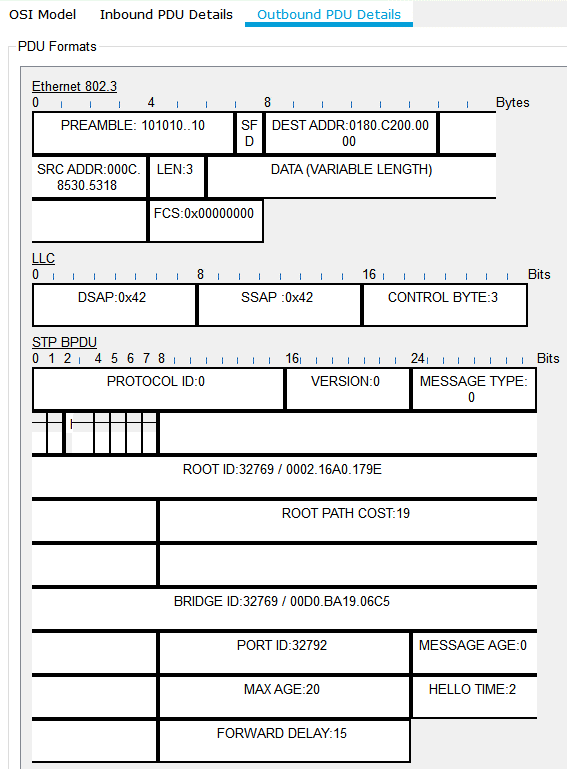 OSI Model Inbound PDU Details Outbound PDU Details
PDU Formats
Ethernet 802.3
0 4 8 Bytes
PREAMBLE: 101010..10
SF
D
DEST ADDR:0180.C200.00
00
SRC ADDR:000C.
8530.5318
LEN:3
DATA (VARIABLE LENGTH)
FCS:0x00000000
LLC
0 8 16 Bits
DSAP:0x42
SSAP :0x42
CONTROL BYTE:3
STP BPDU
0 1 2 4 5 6 7 8 16 24 Bits
PROTOCOL ID:0
VERSION:0
MESSAGE TYPE:
0
ROOT ID:32769 / 0002.16A0.179E
ROOT PATH COST:19
BRIDGE ID:32769 / 00D0.BA19.06C5
PORT ID:32792
MESSAGE AGE:0
MAX AGE:20
HELLO TIME:2
FORWARD DELAY:15